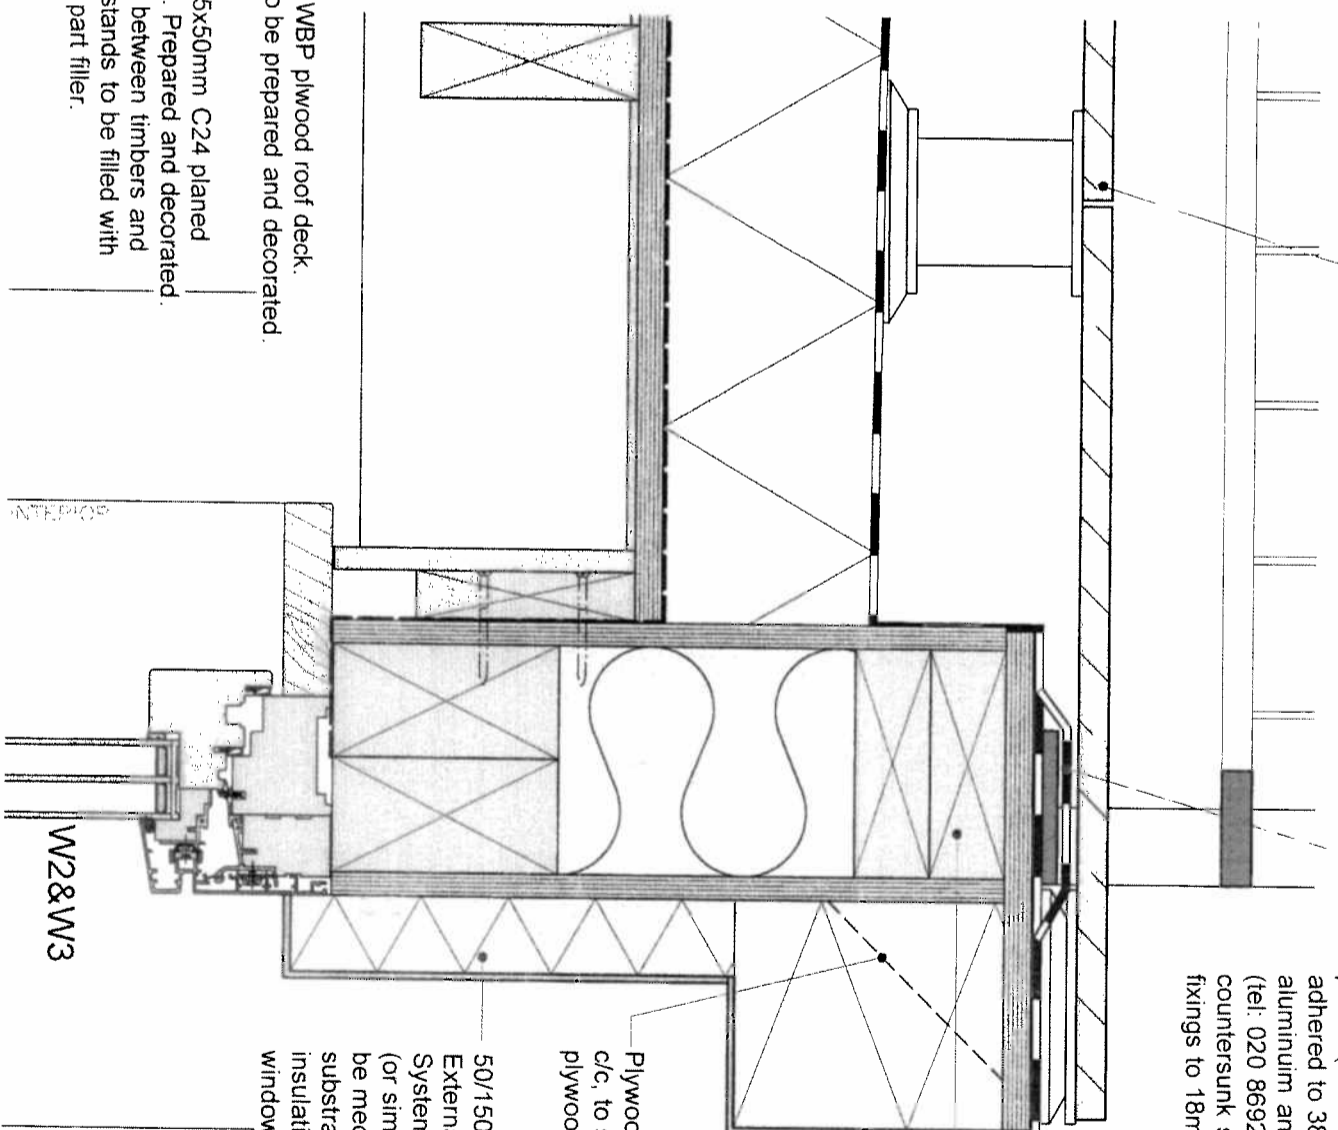 WBP plwood roof deck.
be prepared and decorated.
5x50mm C24 planed
. Prepared and decorated.
between timbers and
stands to be filled with
part filler.
INTERIOR
W2&W3
adhered to 38
aluminuim an
(tel: 020 8692
countersunk s
fixings to 18m
Plywoo
c/c, to s
plywoo
50/150
Extern
System
(or sim
be mec
substra
insulati
window